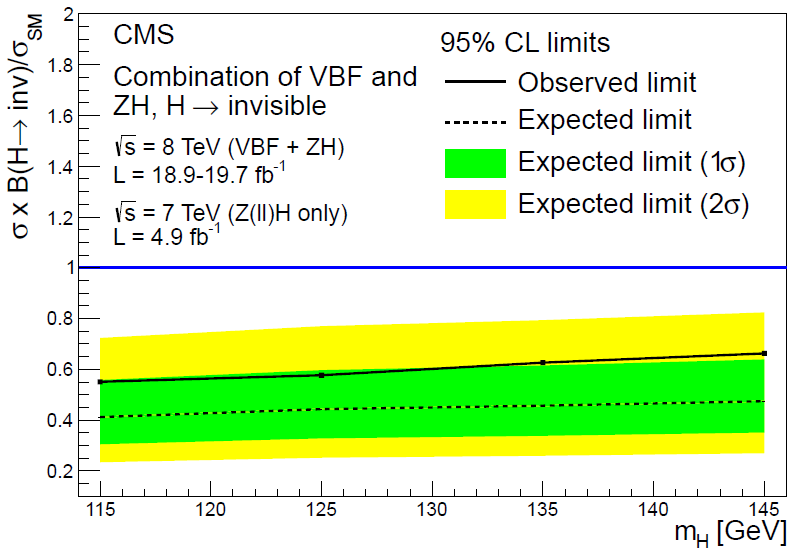 CMS
Combination of VBF and
ZH, H → invisible
√s = 8 TeV (VBF + ZH)
L = 18.9-19.7 fb⁻¹
√s = 7 TeV (Z(ll)H only)
L = 4.9 fb⁻¹
95% CL limits
Observed limit
Expected limit
Expected limit (1σ)
Expected limit (2σ)
σ x B(H→ inv)/σ_SM
2
1.8
1.6
1.4
1.2
1
0.8
0.6
0.4
0.2
115 120 125 130 135 140 145
m_H [GeV]